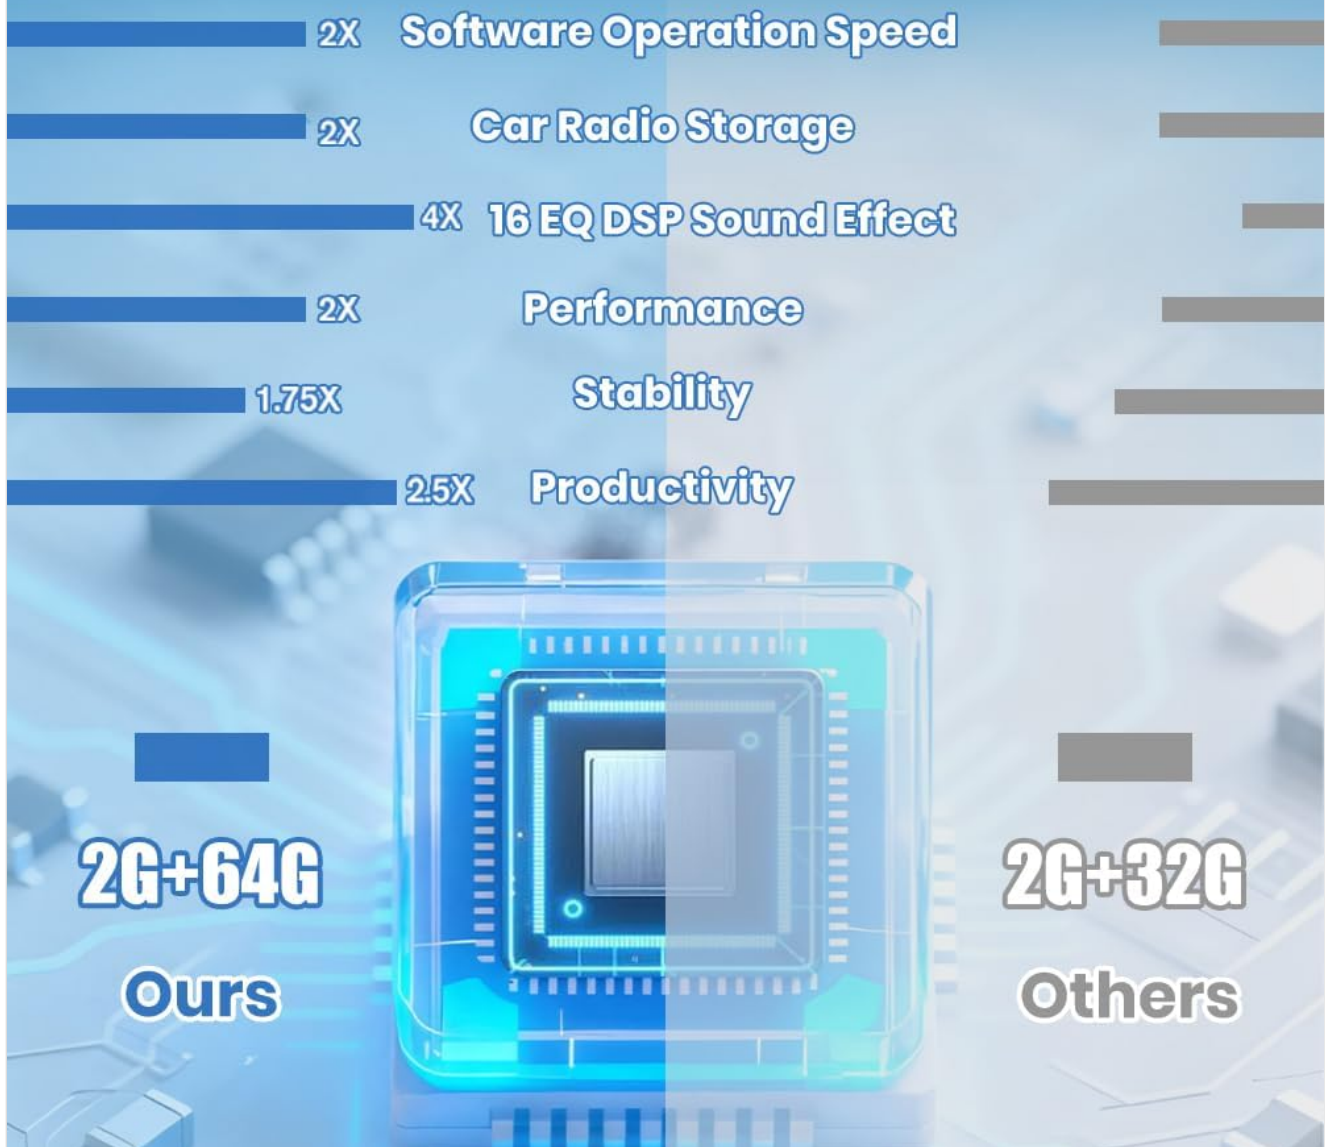 2X Software Operation Speed
2X Car Radio Storage
4X 16 EQ DSP Sound Effect
2X Performance
1.75X Stability
2.5X Productivity
2G+64G
2G+32G
Ours
Others